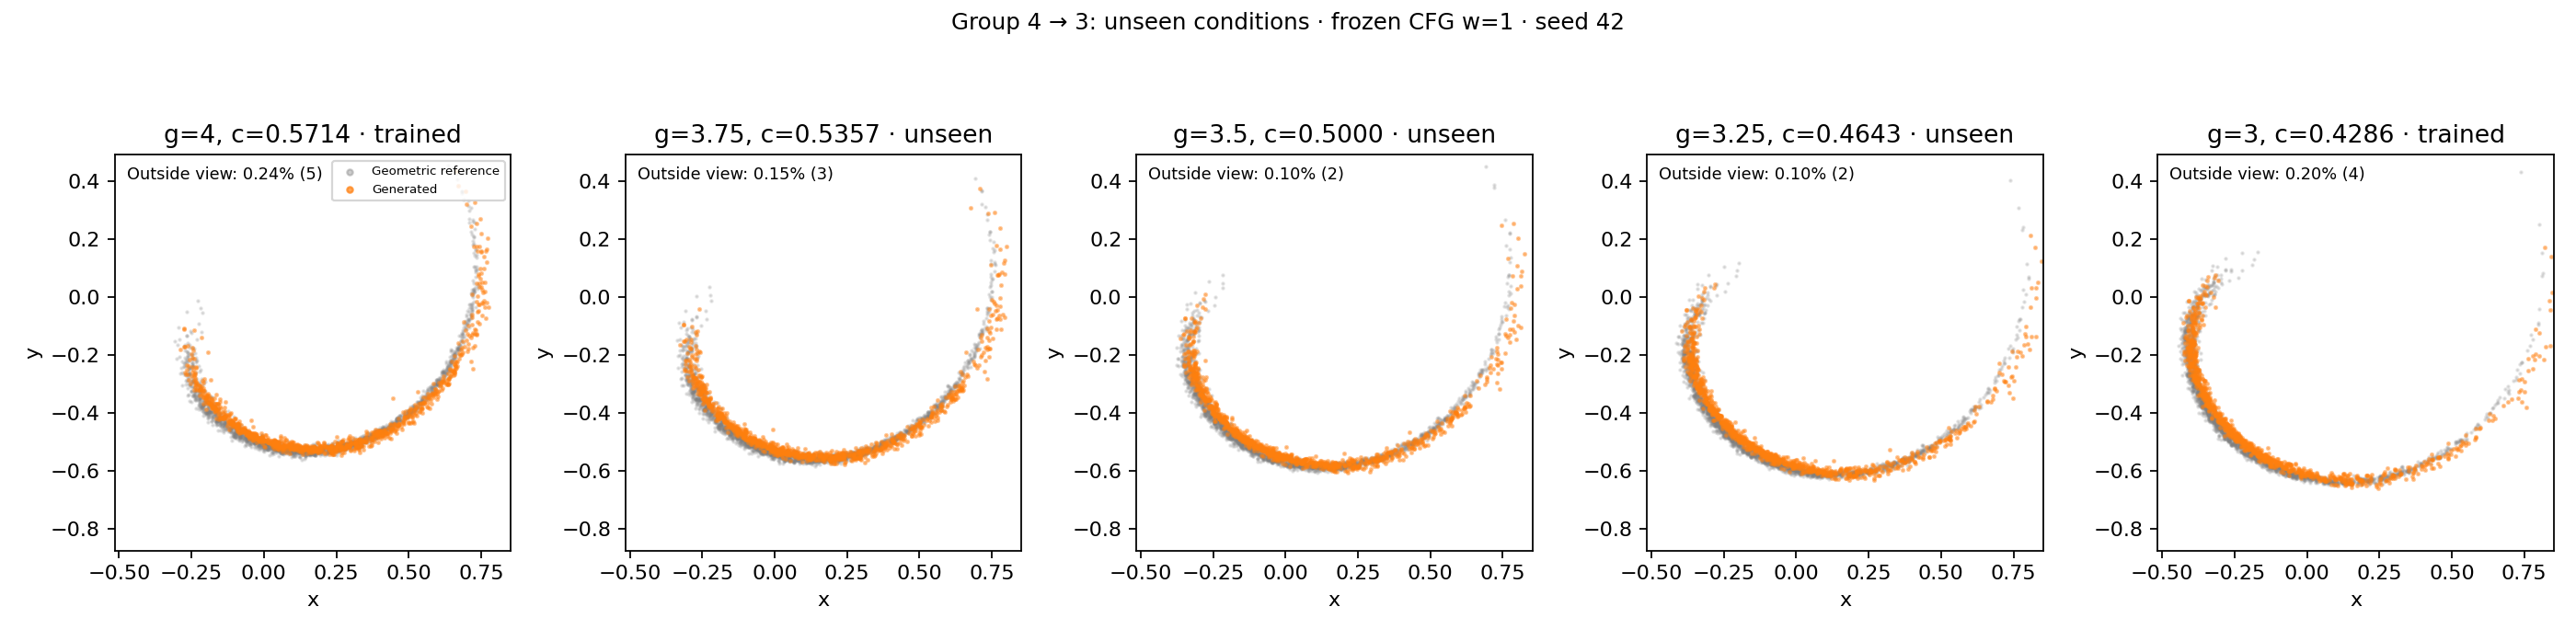 Group 4 → 3: unseen conditions · frozen CFG w=1 · seed 42
g=4, c=0.5714 · trained
Outside view: 0.24% (5)
Geometric reference
Generated
0.4
0.2
0.0
−0.2
−0.4
−0.6
−0.8
y
−0.50 −0.25 0.00 0.25 0.50 0.75
x
g=3.75, c=0.5357 · unseen
Outside view: 0.15% (3)
0.4
0.2
0.0
−0.2
−0.4
−0.6
−0.8
y
−0.50 −0.25 0.00 0.25 0.50 0.75
x
g=3.5, c=0.5000 · unseen
Outside view: 0.10% (2)
0.4
0.2
0.0
−0.2
−0.4
−0.6
−0.8
y
−0.50 −0.25 0.00 0.25 0.50 0.75
x
g=3.25, c=0.4643 · unseen
Outside view: 0.10% (2)
0.4
0.2
0.0
−0.2
−0.4
−0.6
−0.8
y
−0.50 −0.25 0.00 0.25 0.50 0.75
x
g=3, c=0.4286 · trained
Outside view: 0.20% (4)
0.4
0.2
0.0
−0.2
−0.4
−0.6
−0.8
y
−0.50 −0.25 0.00 0.25 0.50 0.75
x